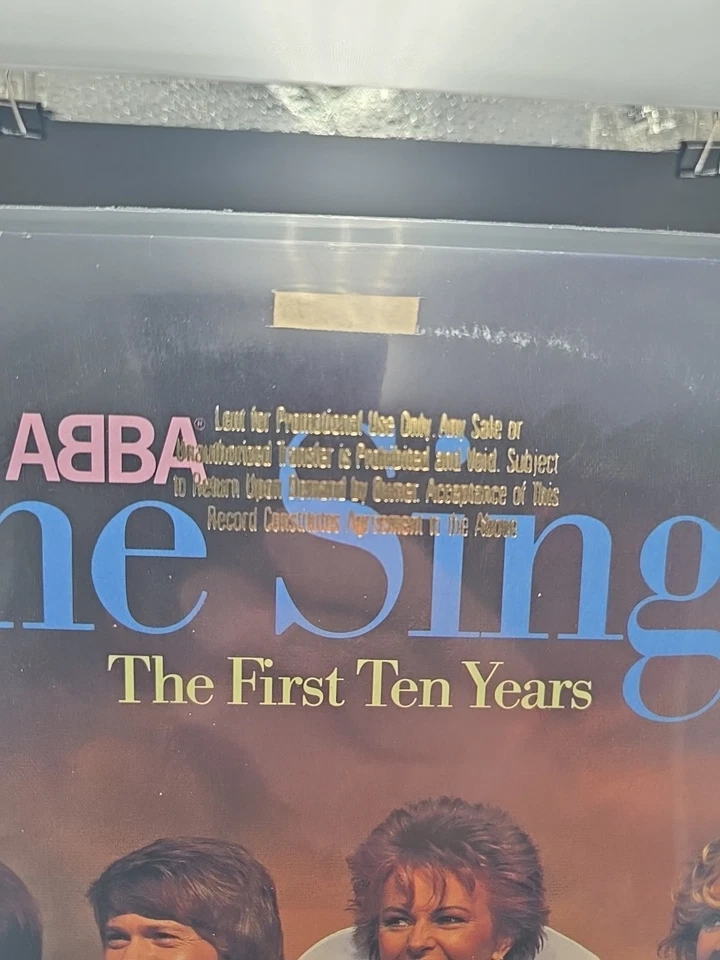 Lent for Promotional Use Only. Any Sale or
Unauthorized Transfer is Prohibited and Void. Subject
to Return Upon Demand by Owner. Acceptance of This
Record Constitutes Agreement to The Above
ABBA®
he Sing
The First Ten Years